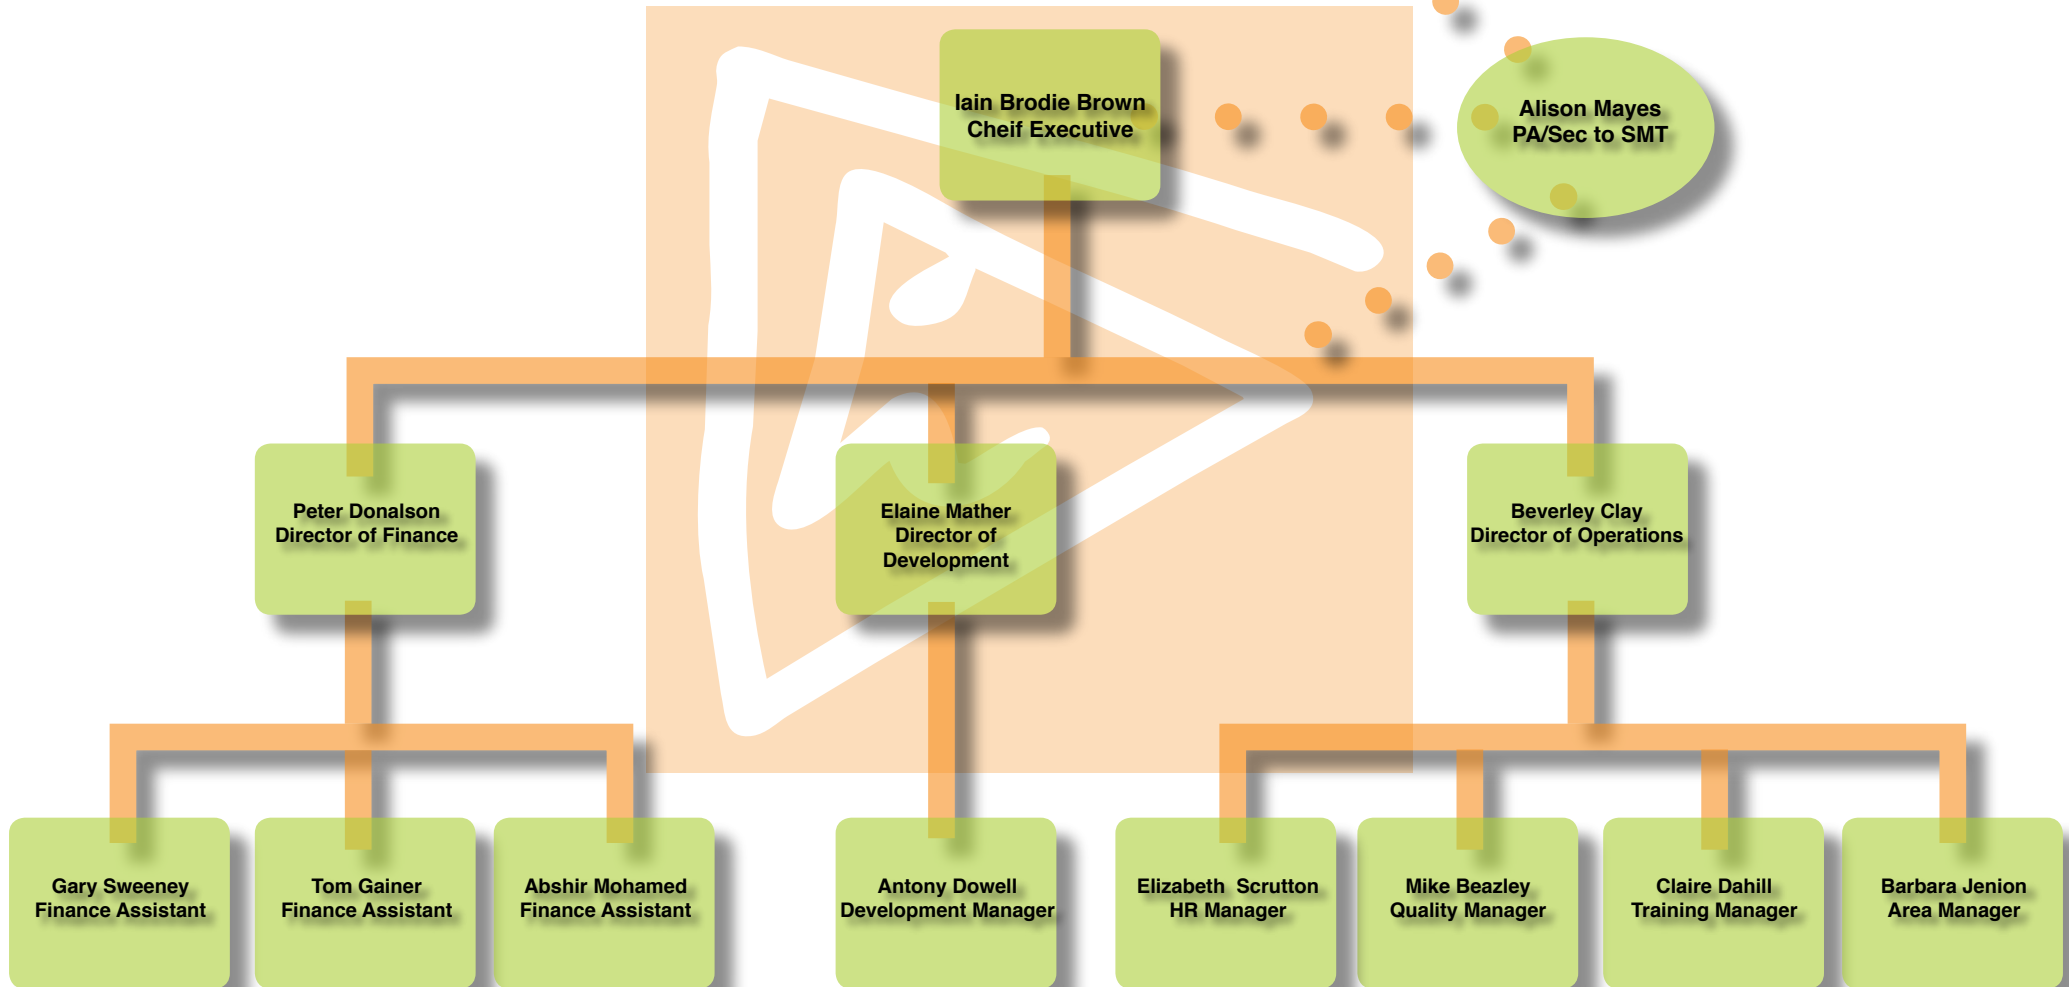 Iain Brodie Brown
Cheif Executive
Alison Mayes
PA/Sec to SMT
Peter Donalson
Director of Finance
Elaine Mather
Director of
Development
Beverley Clay
Director of Operations
Gary Sweeney
Finance Assistant
Tom Gainer
Finance Assistant
Abshir Mohamed
Finance Assistant
Antony Dowell
Development Manager
Elizabeth  Scrutton
HR Manager
Mike Beazley
Quality Manager
Claire Dahill
Training Manager
Barbara Jenion
Area Manager